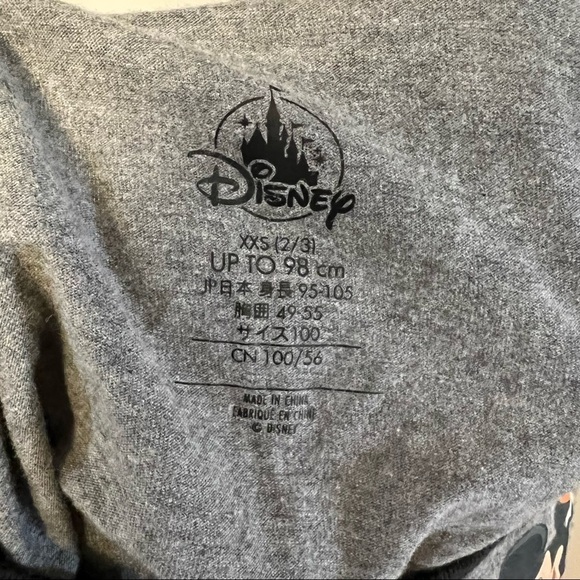 Disney
XXS (2/3)
UP TO 98 cm
JP日本 身長 95-105
胸囲 49-55
サイズ100
CN 100/56
MADE IN CHINA
FABRIQUÉ EN CHINE
© DISNEY